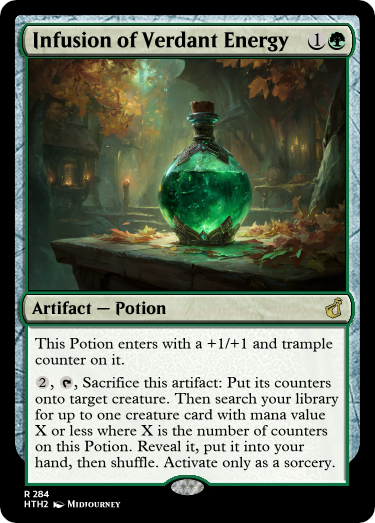 Infusion of Verdant Energy 1
Artifact — Potion
This Potion enters with a +1/+1 and trample
counter on it.
2, , Sacrifice this artifact: Put its counters
onto target creature. Then search your library
for up to one creature card with mana value
X or less where X is the number of counters
on this Potion. Reveal it, put it into your
hand, then shuffle. Activate only as a sorcery.
R 284
HTH2 Midjourney